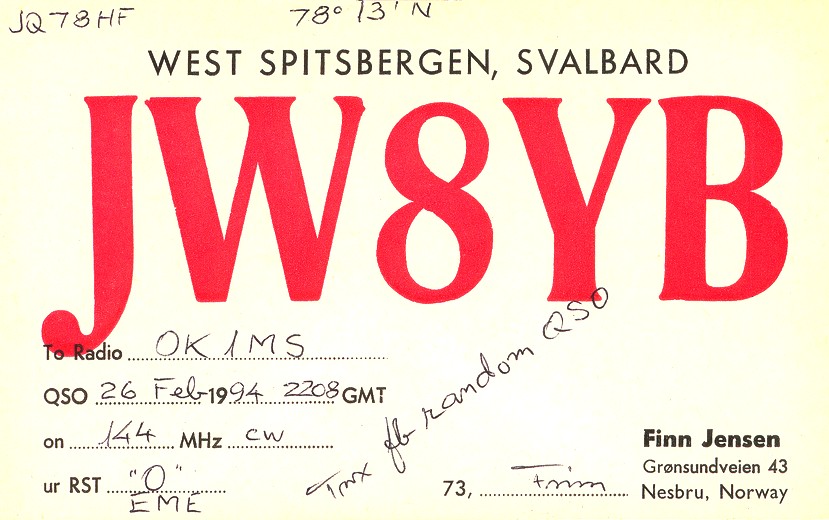 JQ78HF 78° 13' N
WEST SPITSBERGEN, SVALBARD
JW8YB
To Radio OK1MS
QSO 26 Feb 1994 2208 GMT
on 144 MHz CW
ur RST "O"
EME
Tnx fb random QSO
73, Finn
Finn Jensen
Grønsundveien 43
Nesbru, Norway